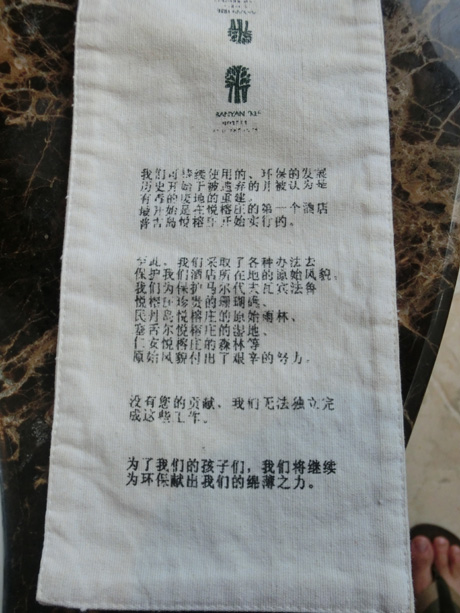 BANYAN TREE
我们可持续使用的、环保的发展
历史开始于被遗弃的并被认为是
有毒的废地的重建。
最开始是在悦榕庄的第一个酒店
普吉岛悦榕庄开始实行的。
至此，我们采取了各种办法去
保护我们酒店所在地的原始风貌，
我们为保护马尔代夫瓦宾法鲁
悦榕庄珍贵的珊瑚礁、
民丹岛悦榕庄的原始雨林、
塞舌尔悦榕庄的湿地、
仁安悦榕庄的森林等
原始风貌付出了艰辛的努力。
没有您的贡献、我们无法独立完
成这些工作。
为了我们的孩子们，我们将继续
为环保献出我们的绵薄之力。